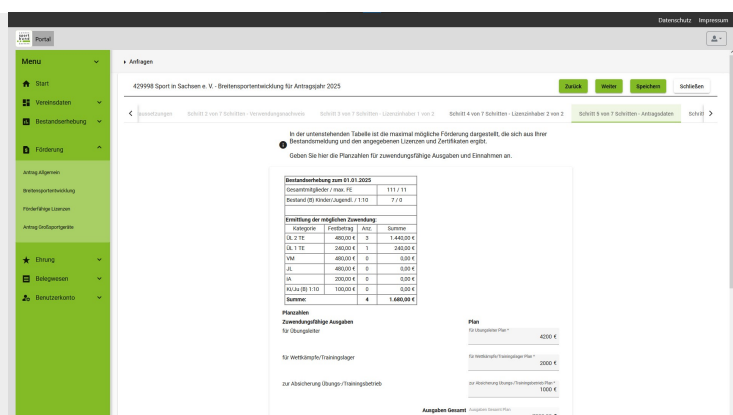 Datenschutz Impressum
Portal
Menu
Anfragen
Start
Vereinsdaten
Bestandserhebung
Förderung
Antrag Allgemein
Breitensportentwicklung
Förderfähige Lizenzen
Antrag Großsportgeräte
Ehrung
Belegwesen
Benutzerkonto
429998 Sport in Sachsen e. V. - Breitensportentwicklung für Antragsjahr 2025
Zurück Weiter Speichern Schließen
Schritt 2 von 7 Schritten - Verwendungsnachweise Schritt 3 von 7 Schritten - Lizenzinhaber 1 von 2 Schritt 4 von 7 Schritten - Lizenzinhaber 2 von 2 Schritt 5 von 7 Schritten - Antragsdaten Schritt
In der untenstehenden Tabelle ist die maximal mögliche Förderung dargestellt, die sich aus Ihrer
Bestandsmeldung und den angegebenen Lizenzen und Zertifikaten ergibt.
Geben Sie hier die Planzahlen für zuwendungsfähige Ausgaben und Einnahmen an.
Bestandserhebung zum 01.01.2025
Gesamtmitglieder / max. FE 111 / 11
Bestand (B) Kinder/Jugendl. / 1:10 7 / 0
Ermittlung der möglichen Zuwendung:
Kategorie Festbetrag Anz. Summe
ÜL 2 TE 480,00 € 3 1.440,00 €
ÜL 1 TE 240,00 € 1 240,00 €
VM 480,00 € 0 0,00 €
JL 480,00 € 0 0,00 €
IA 200,00 € 0 0,00 €
Ki/Ju (B) 1:10 100,00 € 0 0,00 €
Summe: 4 1.680,00 €
Planzahlen
Zuwendungsfähige Ausgaben Plan
für Übungsleiter für Übungsleiter Plan *
4200 €
für Wettkämpfe/Trainingslager für Wettkämpfe/Trainingslager Plan *
2000 €
zur Absicherung Übungs-/Trainingsbetrieb zur Absicherung Übungs-/Trainingsbetrieb Plan *
1000 €
Ausgaben Gesamt Ausgaben Gesamt Plan